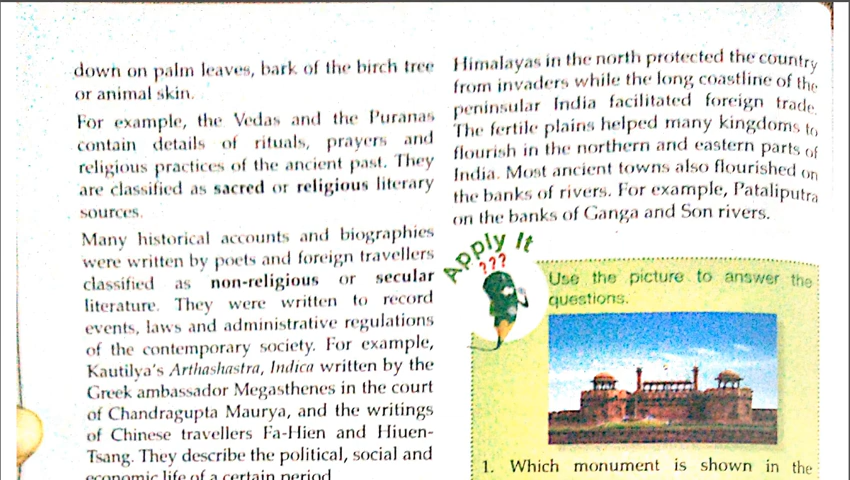 down on palm leaves, bark of the birch tree
or animal skin.
For example, the Vedas and the Puranas
contain details of rituals, prayers and
religious practices of the ancient past. They
are classified as sacred or religious literary
sources.
Many historical accounts and biographies
were written by poets and foreign travellers
classified as non-religious or secular
literature. They were written to record
events, laws and administrative regulations
of the contemporary society. For example,
Kautilya's Arthashastra, Indica written by the
Greek ambassador Megasthenes in the court
of Chandragupta Maurya, and the writings
of Chinese travellers Fa-Hien and Hiuen-
Tsang. They describe the political, social and
economic life of a certain period
Himalayas in the north protected the country
from invaders while the long coastline of the
peninsular India facilitated foreign trade.
The fertile plains helped many kingdoms to
flourish in the northern and eastern parts of
India. Most ancient towns also flourished on
the banks of rivers. For example, Pataliputra
on the banks of Ganga and Son rivers.
Apply It
???
Use the picture to answer the
questions.
1. Which monument is shown in the